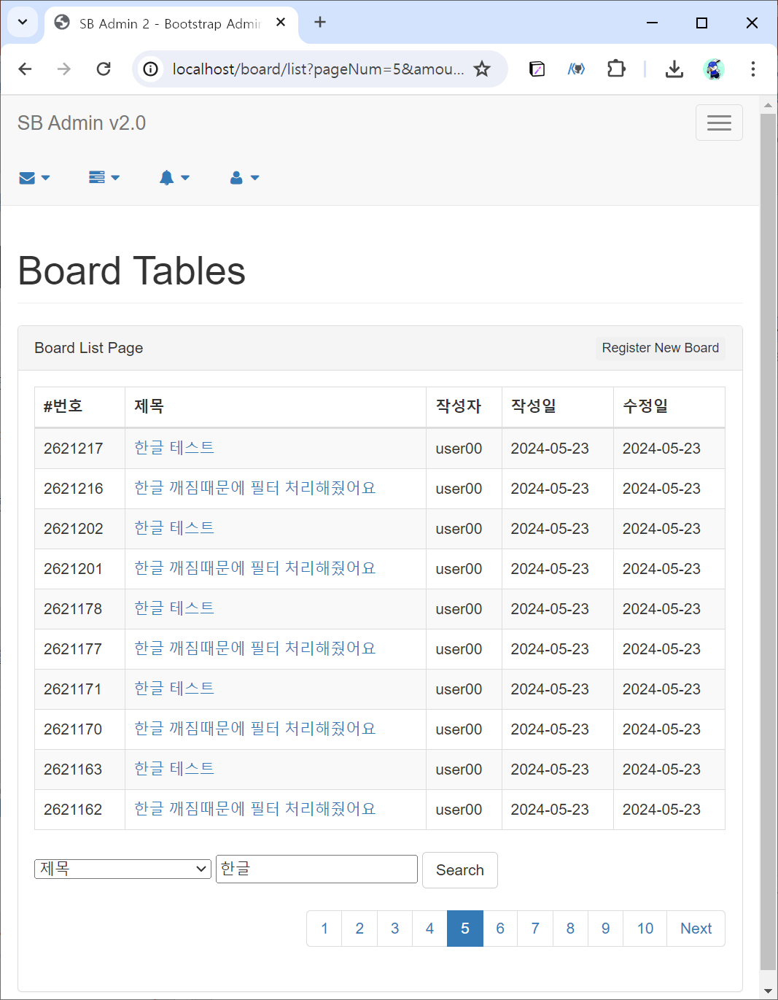 SB Admin 2 - Bootstrap Admin
localhost/board/list?pageNum=5&amou...
SB Admin v2.0
Board Tables
Board List Page Register New Board
#번호 제목 작성자 작성일 수정일
2621217 한글 테스트 user00 2024-05-23 2024-05-23
2621216 한글 깨짐때문에 필터 처리해줬어요 user00 2024-05-23 2024-05-23
2621202 한글 테스트 user00 2024-05-23 2024-05-23
2621201 한글 깨짐때문에 필터 처리해줬어요 user00 2024-05-23 2024-05-23
2621178 한글 테스트 user00 2024-05-23 2024-05-23
2621177 한글 깨짐때문에 필터 처리해줬어요 user00 2024-05-23 2024-05-23
2621171 한글 테스트 user00 2024-05-23 2024-05-23
2621170 한글 깨짐때문에 필터 처리해줬어요 user00 2024-05-23 2024-05-23
2621163 한글 테스트 user00 2024-05-23 2024-05-23
2621162 한글 깨짐때문에 필터 처리해줬어요 user00 2024-05-23 2024-05-23
제목 한글 Search
1 2 3 4 5 6 7 8 9 10 Next